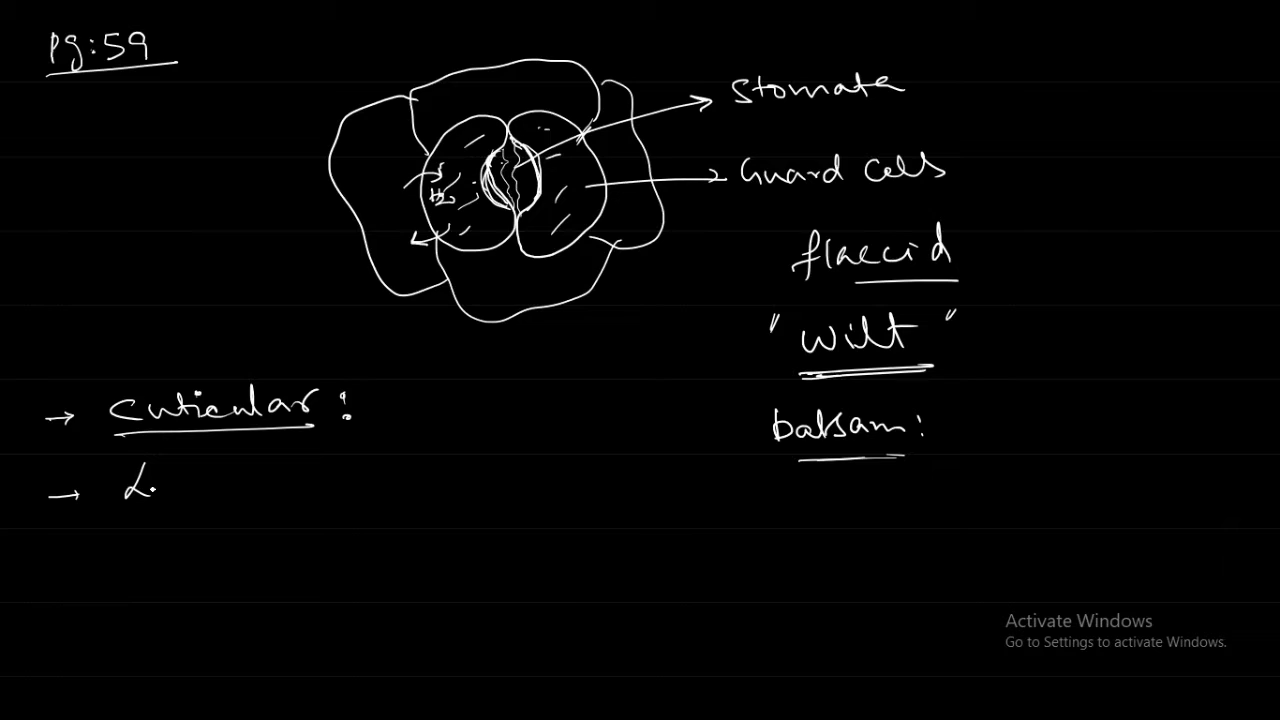 Pg:59
Stomata
Guard Cells
flaccid
"Wilt"
→ Cuticular :
balsam :
→ L.
Activate Windows
Go to Settings to activate Windows.